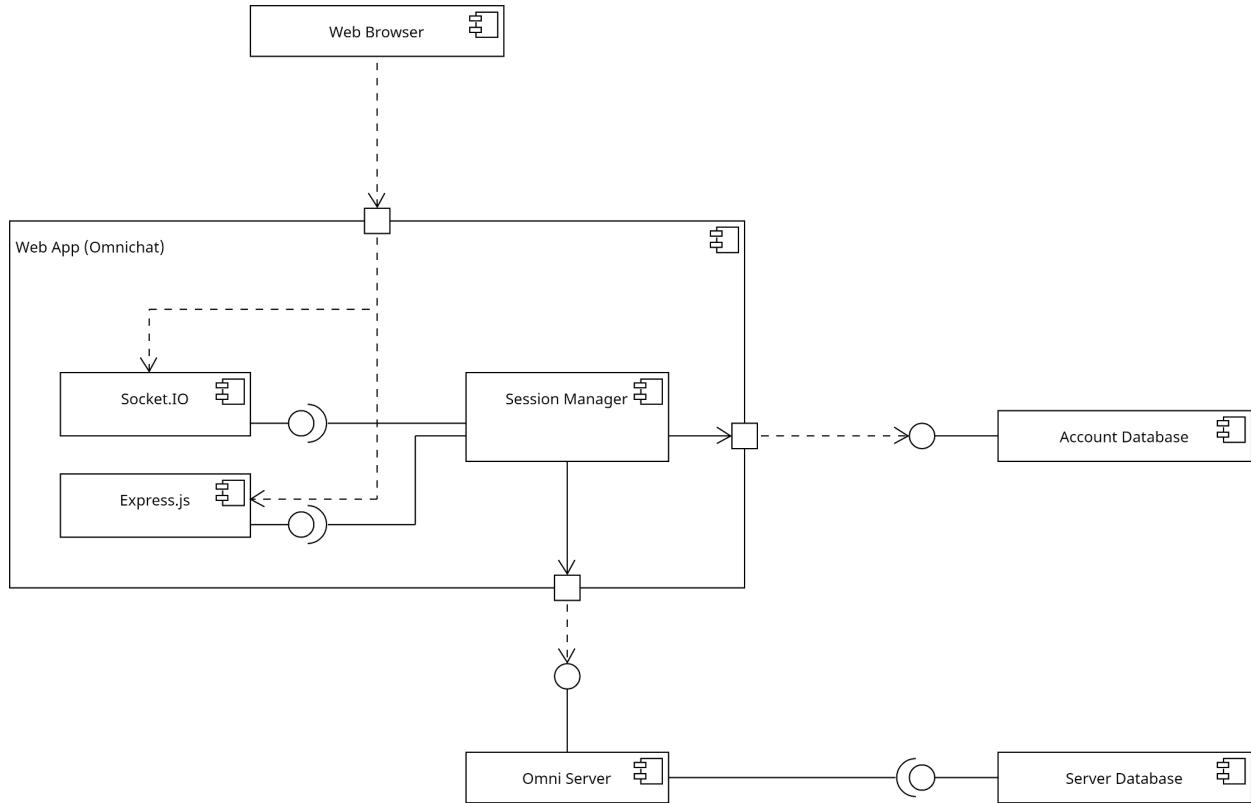 Web Browser
Web App (Omnichat)
Socket.IO
Session Manager
Account Database
Express.js
Omni Server
Server Database